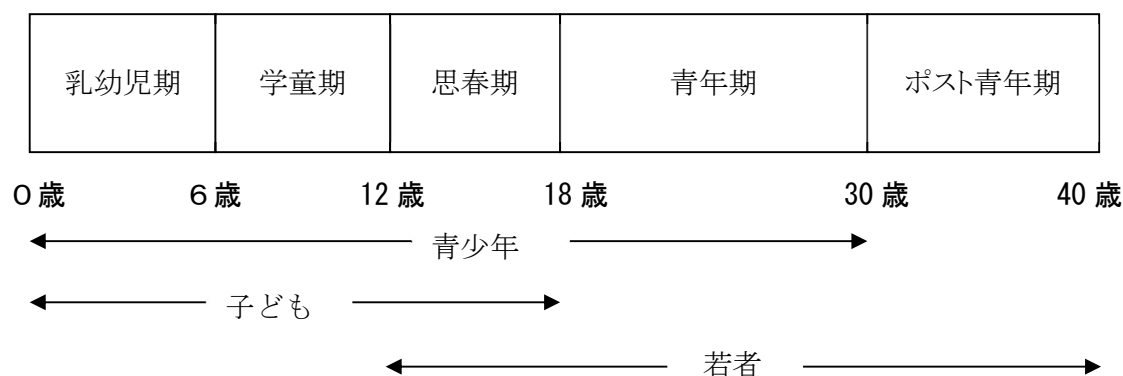 乳幼児期 学童期 思春期 青年期 ポスト青年期
0歳 6歳 12歳 18歳 30歳 40歳
青少年
子ども
若者